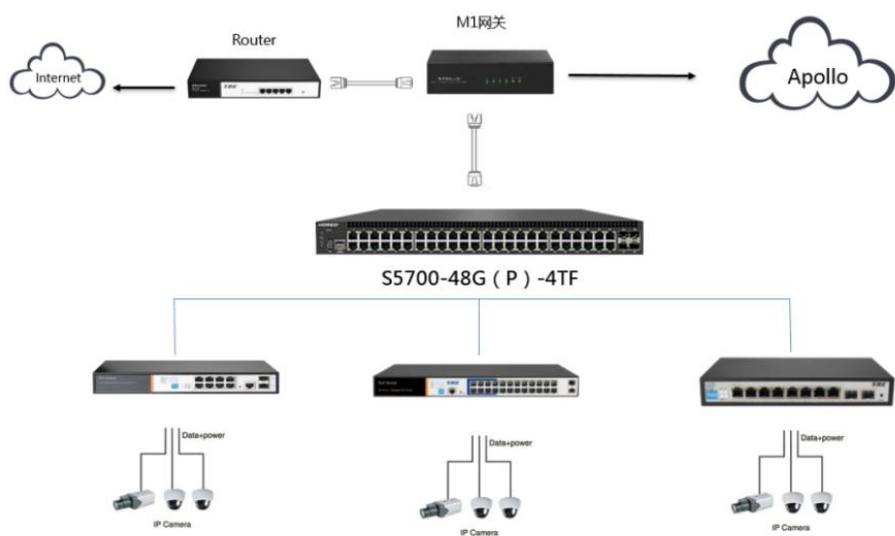 M1网关
Router
Internet
Apollo
APOLLO
S5700-48G（P）-4TF
Data+power
Data+power
Data+power
IP Camera
IP Camera
IP Camera